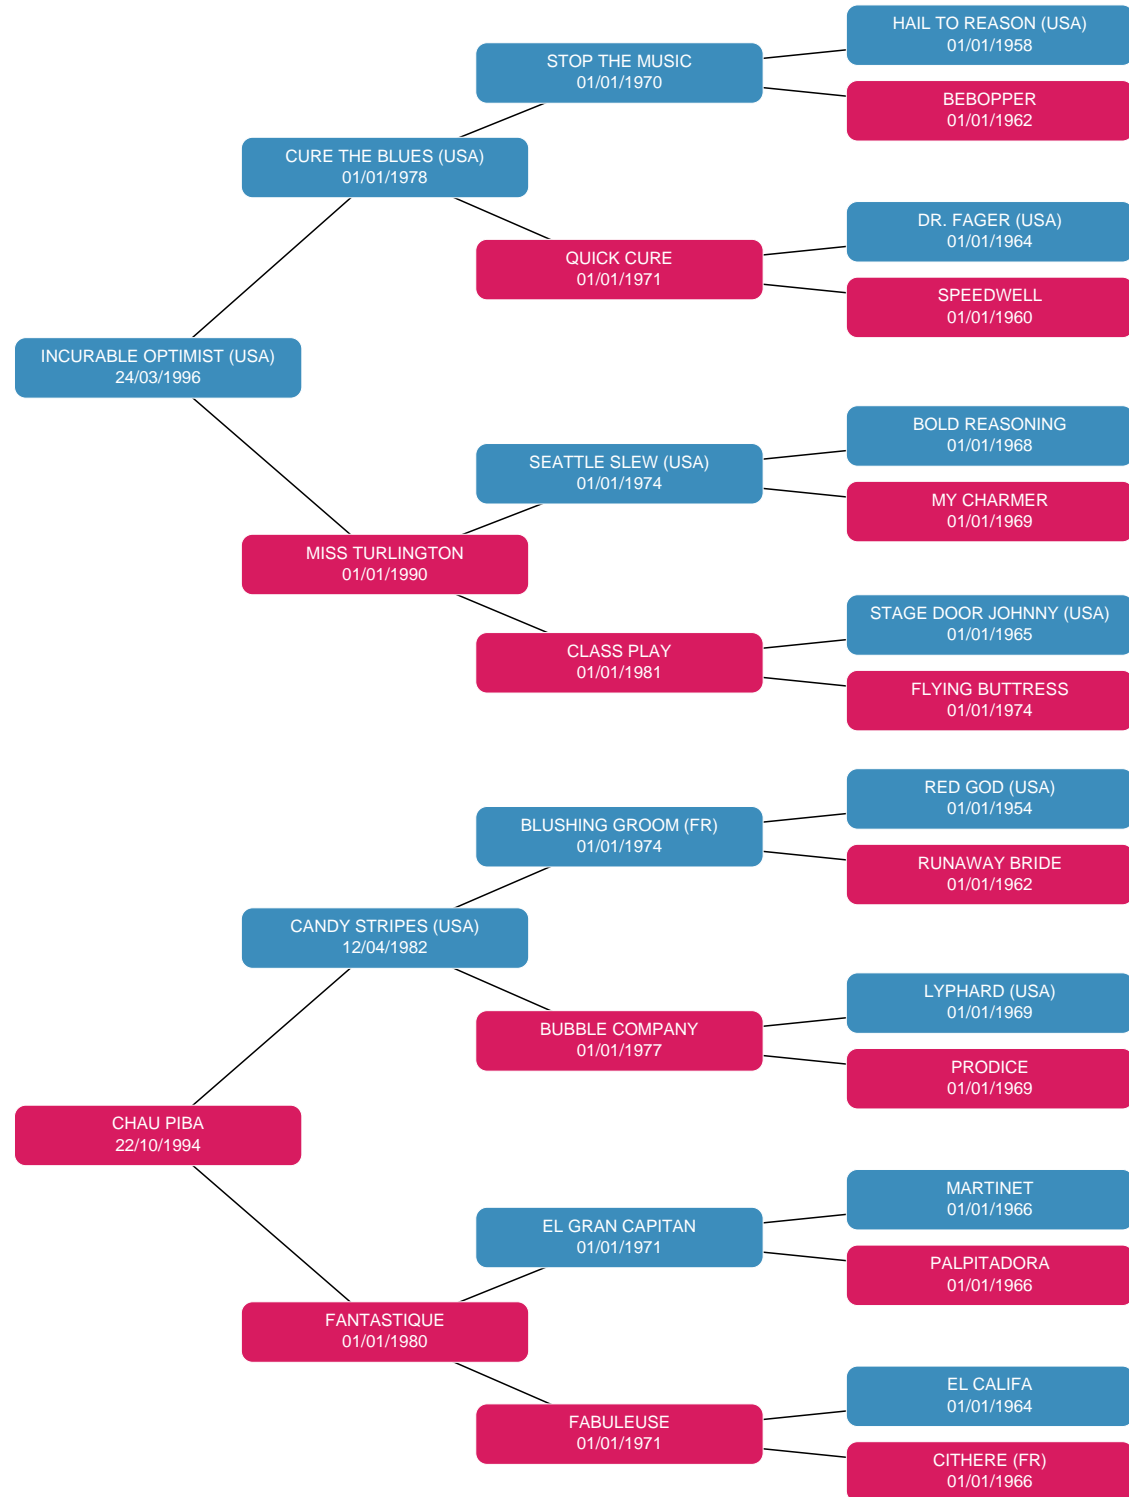 HAIL TO REASON (USA)
01/01/1958
STOP THE MUSIC
01/01/1970
BEBOPPER
01/01/1962
CURE THE BLUES (USA)
01/01/1978
DR. FAGER (USA)
01/01/1964
QUICK CURE
01/01/1971
SPEEDWELL
01/01/1960
INCURABLE OPTIMIST (USA)
24/03/1996
BOLD REASONING
01/01/1968
SEATTLE SLEW (USA)
01/01/1974
MY CHARMER
01/01/1969
MISS TURLINGTON
01/01/1990
STAGE DOOR JOHNNY (USA)
01/01/1965
CLASS PLAY
01/01/1981
FLYING BUTTRESS
01/01/1974
RED GOD (USA)
01/01/1954
BLUSHING GROOM (FR)
01/01/1974
RUNAWAY BRIDE
01/01/1962
CANDY STRIPES (USA)
12/04/1982
LYPHARD (USA)
01/01/1969
BUBBLE COMPANY
01/01/1977
PRODICE
01/01/1969
CHAU PIBA
22/10/1994
MARTINET
01/01/1966
EL GRAN CAPITAN
01/01/1971
PALPITADORA
01/01/1966
FANTASTIQUE
01/01/1980
EL CALIFA
01/01/1964
FABULEUSE
01/01/1971
CITHERE (FR)
01/01/1966